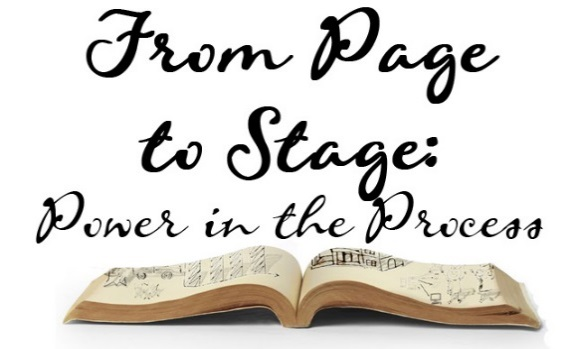 From Page
to Stage:
Power in the Process